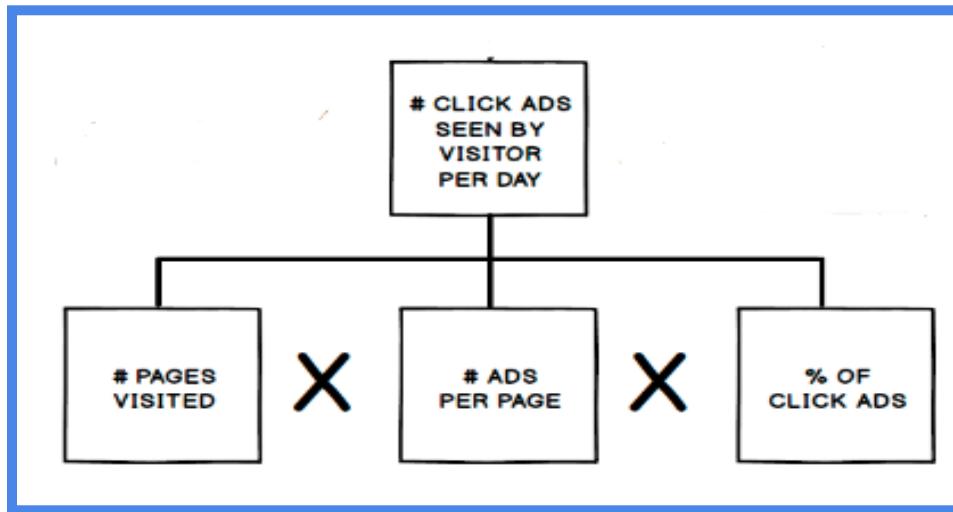 # CLICK ADS
SEEN BY
VISITOR
PER DAY
# PAGES
VISITED
X
# ADS
PER PAGE
X
% OF
CLICK ADS